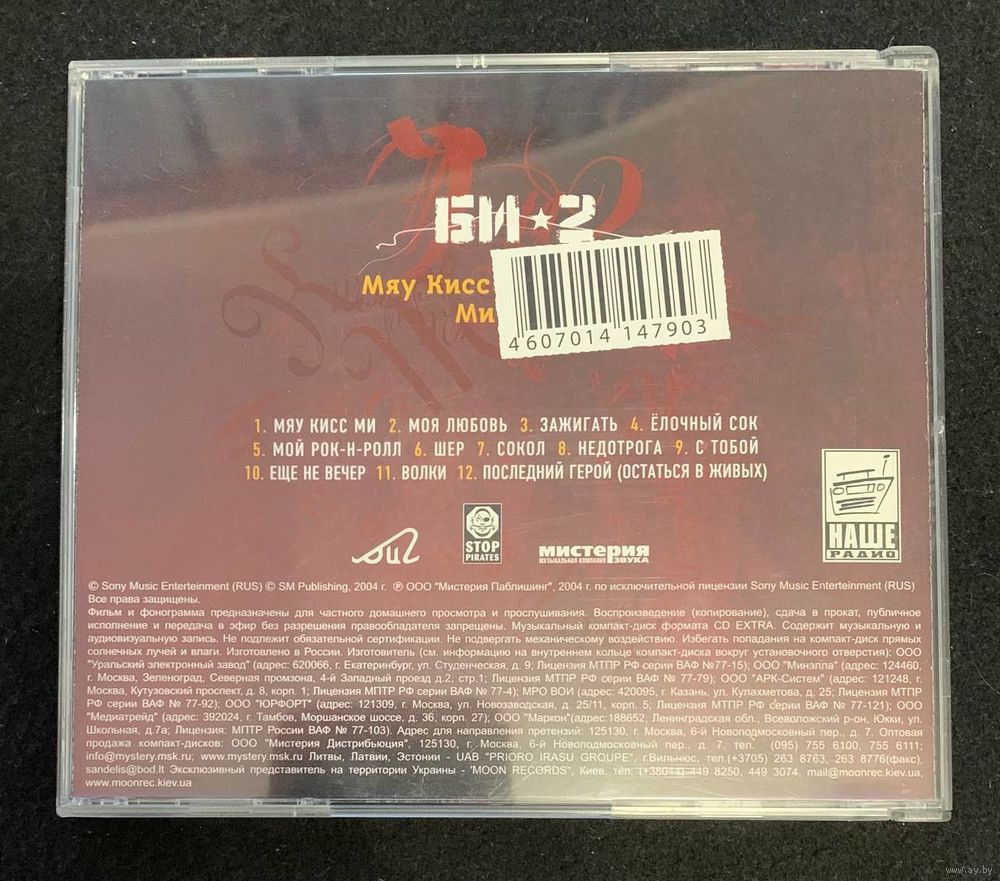 БИ★2
Мяу Кисс
Ми
4607014 147903
1. МЯУ КИСС МИ 2. МОЯ ЛЮБОВЬ 3. ЗАЖИГАТЬ 4. ЁЛОЧНЫЙ СОК
5. МОЙ РОК-Н-РОЛЛ 6. ШЕР 7. СОКОЛ 8. НЕДОТРОГА 9. С ТОБОЙ
10. ЕЩЕ НЕ ВЕЧЕР 11. ВОЛКИ 12. ПОСЛЕДНИЙ ГЕРОЙ (ОСТАТЬСЯ В ЖИВЫХ)
би2
STOP
PIRATES
мистерия
МУЗЫКАЛЬНАЯ КОМПАНИЯ ЗВУКА
НАШЕ
РАДИО
© Sony Music Enterteinment (RUS) © SM Publishing, 2004 г. ℗ ООО "Мистерия Паблишинг", 2004 г. по исключительной лицензии Sony Music Enterteinment (RUS)
Все права защищены.
Фильм и фонограмма предназначены для частного домашнего просмотра и прослушивания. Воспроизведение (копирование), сдача в прокат, публичное
исполнение и передача в эфир без разрешения правообладателя запрещены. Музыкальный компакт-диск формата CD EXTRA. Содержит музыкальную и
аудиовизуальную запись. Не подлежит обязательной сертификации. Не подвергать механическому воздействию. Избегать попадания на компакт-диск прямых
солнечных лучей и влаги. Изготовлено в России. Изготовитель (см. информацию на внутреннем кольце компакт-диска вокруг установочного отверстия): ООО
"Уральский электронный завод" (адрес: 620066, г. Екатеринбург, ул. Студенческая, д. 9; Лицензия МТПР РФ серии ВАФ №77-15); ООО "Минэлла" (адрес: 124460,
г. Москва, Зеленоград, Северная промзона, 4-й Западный проезд д.2, стр.1; Лицензия МТПР РФ серии ВАФ № 77-79); ООО "АРК-Систем" (адрес: 121248, г.
Москва, Кутузовский проспект, д. 8, корп. 1; Лицензия МПТР РФ серии ВАФ № 77-4); МРО ВОИ (адрес: 420095, г. Казань, ул. Кулахметова, д. 25; Лицензия МТПР
РФ серии ВАФ № 77-92); ООО "ЮРФОРТ" (адрес: 121309, г. Москва, ул. Новозаводская, д. 25/11, корп. 5; Лицензия МТПР РФ серии ВАФ № 77-121); ООО
"Медиатрейд" (адрес: 392024, г. Тамбов, Моршанское шоссе, д. 36, корп. 27); ООО "Маркон"(адрес:188652, Ленинградская обл., Всеволожский р-он, Юкки, ул.
Школьная, д.7а; Лицензия: МПТР России ВАФ № 77-103). Адрес для направления претензий: 125130, г. Москва, 6-й Новоподмосковный пер., д. 7. Оптовая
продажа компакт-дисков: ООО "Мистерия Дистрибьюция", 125130, г. Москва, 6-й Новоподмосковный пер., д. 7, тел. (095) 755 6100, 755 6111;
info@mystery.msk.ru; www.mystery.msk.ru Литвы, Латвии, Эстонии - UAB "PRIORO IRASU GROUPE", г.Вильнюс, тел (+3705) 263 8763, 263 8776(факс),
sandelis@bod.lt Эксклюзивный представитель на территории Украины - "MOON RECORDS", Киев, тел. (+38044) 449 8250, 449 3074, mail@moonrec.kiev.ua,
www.moonrec.kiev.ua
www.ay.by